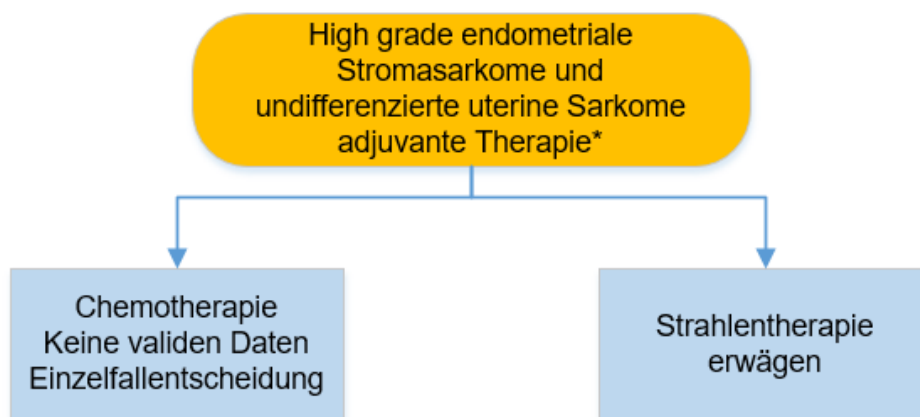 High grade endometriale
Stromasarkome und
undifferenzierte uterine Sarkome
adjuvante Therapie*
Chemotherapie
Keine validen Daten
Einzelfallentscheidung
Strahlentherapie
erwägen